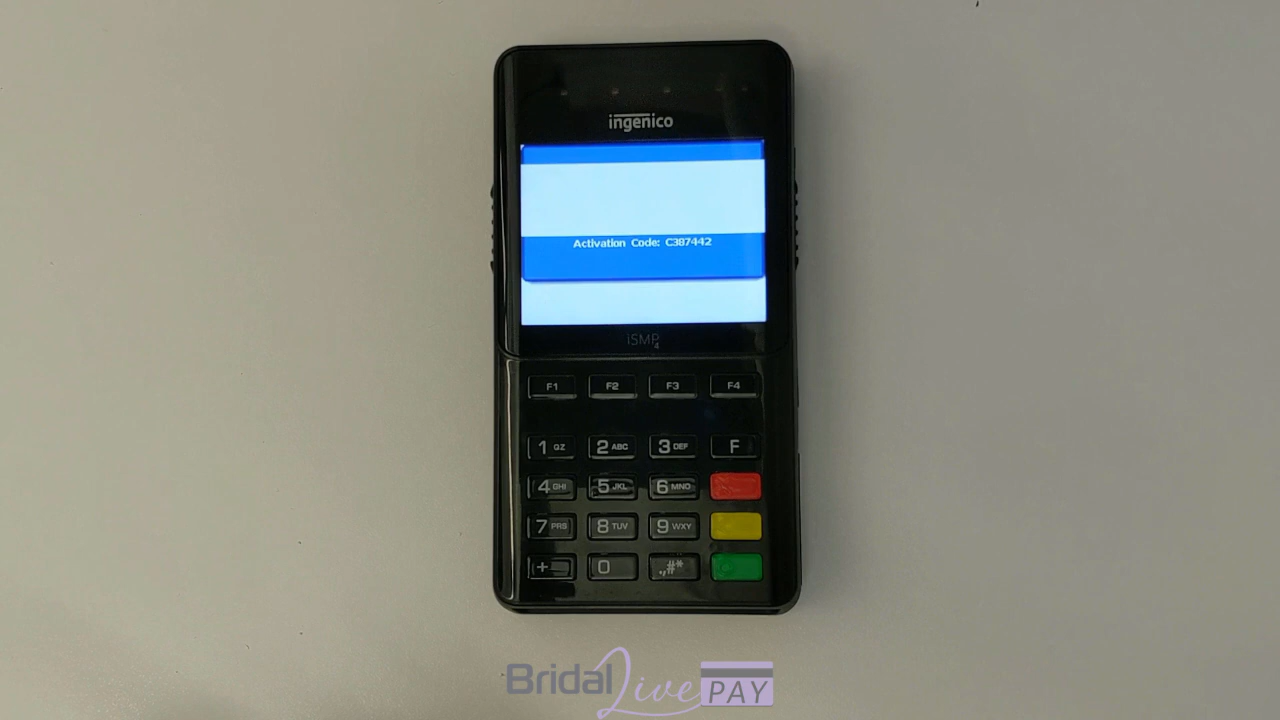 ingenico
Activation Code: C387442
iSMP4
F1 F2 F3 F4
1 QZ 2 ABC 3 DEF F
4 GHI 5 JKL 6 MNO
7 PRS 8 TUV 9 WXY
+ 0 .,#*
BridalLive PAY